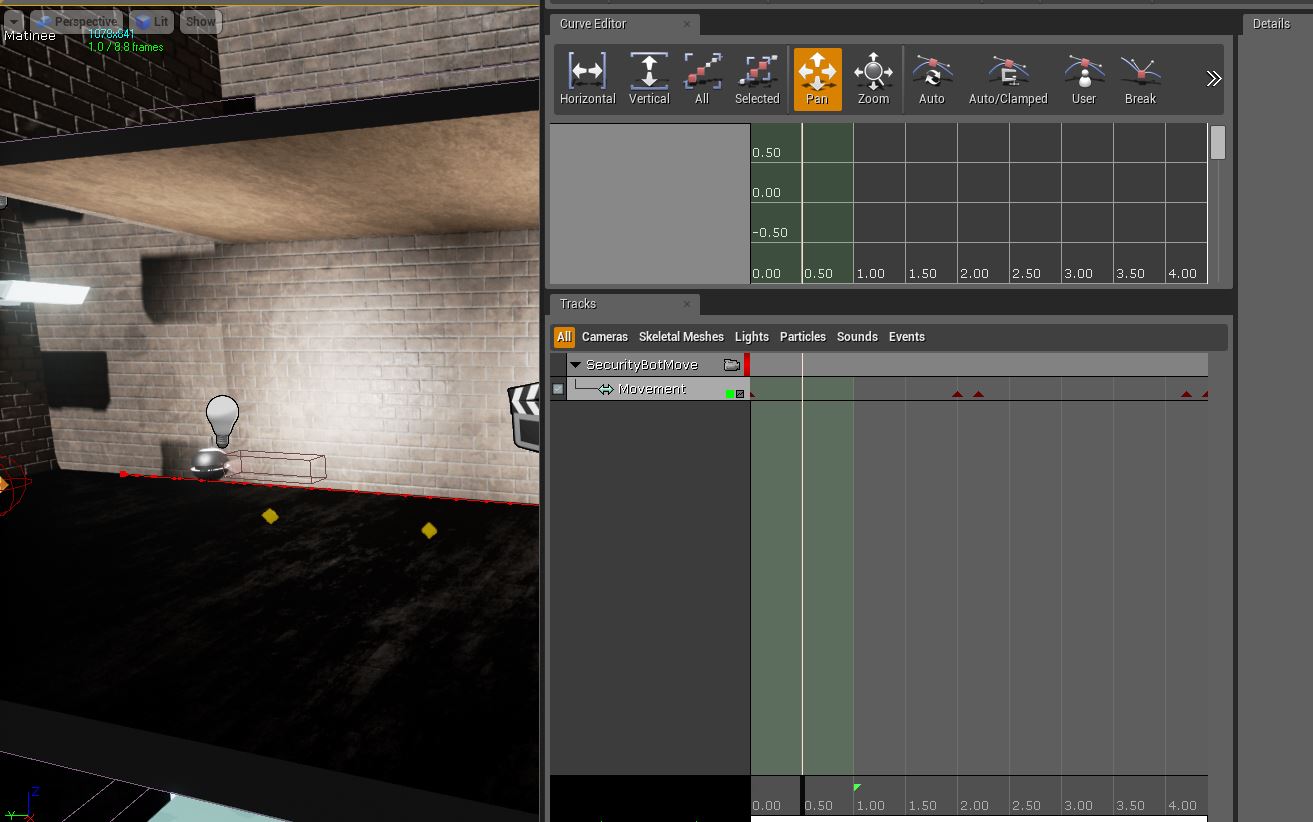 Perspective Lit Show
Matinee
1078x841
1.0 / 8.8 frames
Curve Editor
Details
Horizontal Vertical All Selected Pan Zoom Auto Auto/Clamped User Break
0.50
0.00
-0.50
0.00 0.50 1.00 1.50 2.00 2.50 3.00 3.50 4.00
Tracks
All Cameras Skeletal Meshes Lights Particles Sounds Events
SecurityBotMove
Movement
0.00 0.50 1.00 1.50 2.00 2.50 3.00 3.50 4.00
Z
Y
X